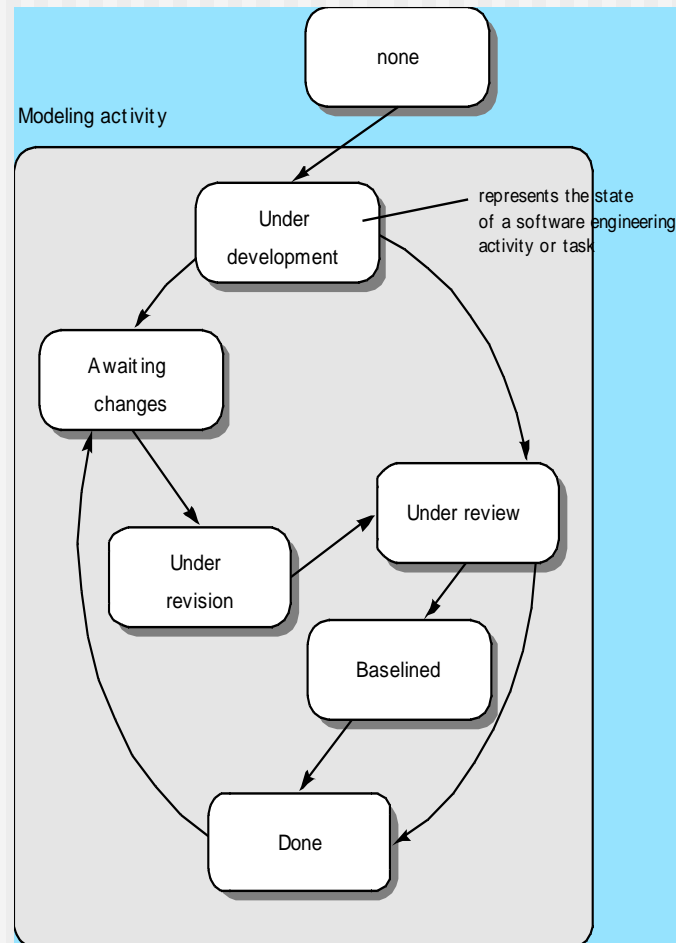 none
Modeling activity
represents the state
of a software engineering
activity or task
Under
development
Awaiting
changes
Under review
Under
revision
Baselined
Done